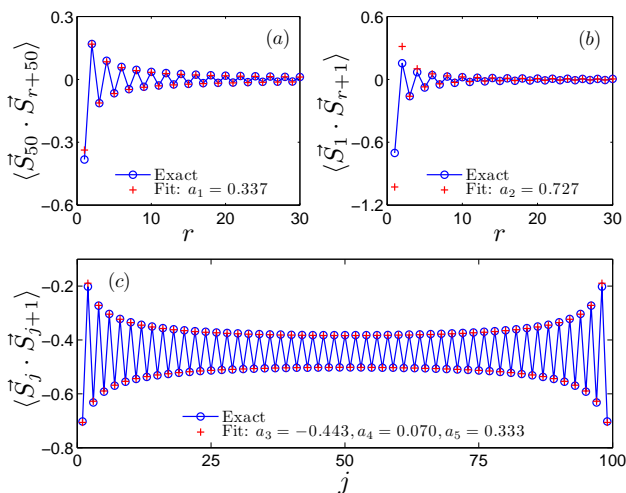 (a)
⟨S⃗₅₀ · S⃗ᵣ₊₅₀⟩
0.3
0
−0.3
−0.6
0 10 20 30
r
Exact
Fit: a₁ = 0.337
(b)
⟨S⃗₁ · S⃗ᵣ₊₁⟩
0.6
0
−0.6
−1.2
0 10 20 30
r
Exact
Fit: a₂ = 0.727
(c)
⟨S⃗ⱼ · S⃗ⱼ₊₁⟩
−0.2
−0.4
−0.6
−0.8
0 25 50 75 100
j
Exact
Fit: a₃ = −0.443, a₄ = 0.070, a₅ = 0.333